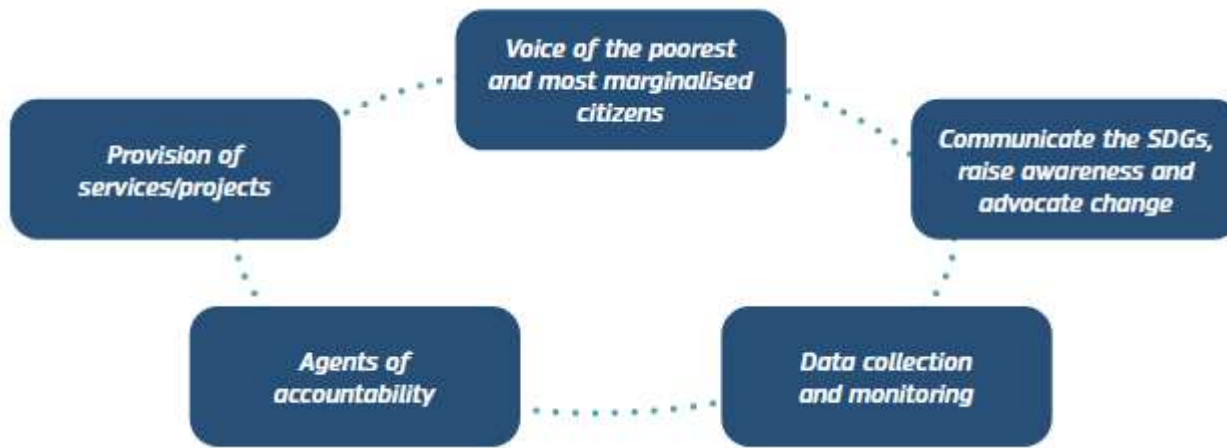 Voice of the poorest
and most marginalised
citizens
Provision of
services/projects
Communicate the SDGs,
raise awareness and
advocate change
Agents of
accountability
Data collection
and monitoring